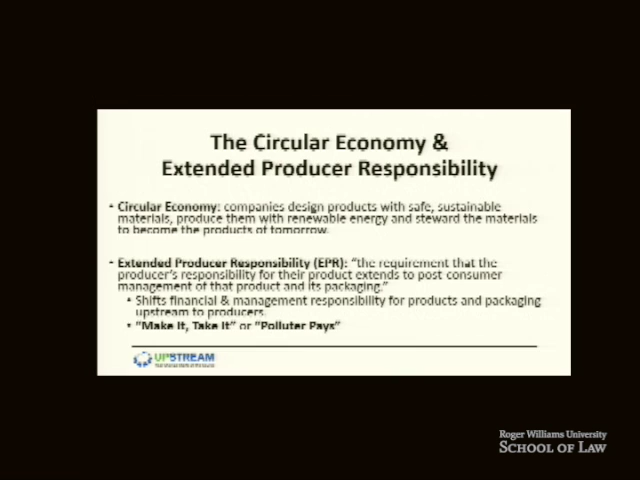 The Circular Economy &
Extended Producer Responsibility
• Circular Economy: companies design products with safe, sustainable
materials, produce them with renewable energy and steward the materials
to become the products of tomorrow.
• Extended Producer Responsibility (EPR): “the requirement that the
producer’s responsibility for their product extends to post consumer
management of that product and its packaging.”
• Shifts financial & management responsibility for products and packaging
upstream to producers.
• “Make It, Take It” or “Polluter Pays”
UPSTREAM
Roger Williams University
SCHOOL OF LAW